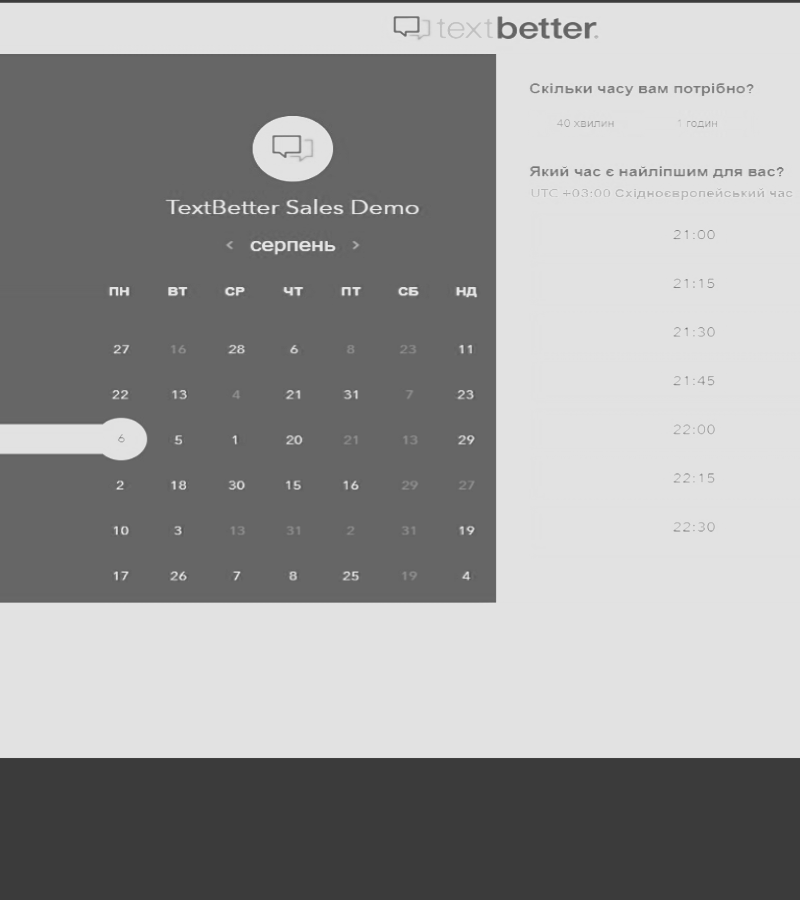 textbetter.
TextBetter Sales Demo
< серпень >
ПН ВТ СР ЧТ ПТ СБ НД
27 16 28 6 8 23 11
22 13 4 21 31 7 23
6 5 1 20 21 13 29
2 18 30 15 16 29 27
10 3 13 31 2 31 19
17 26 7 8 25 19 4
Скільки часу вам потрібно?
40 хвилин 1 годин
Який час є найліпшим для вас?
UTC +03:00 Східноєвропейський час
21:00
21:15
21:30
21:45
22:00
22:15
22:30